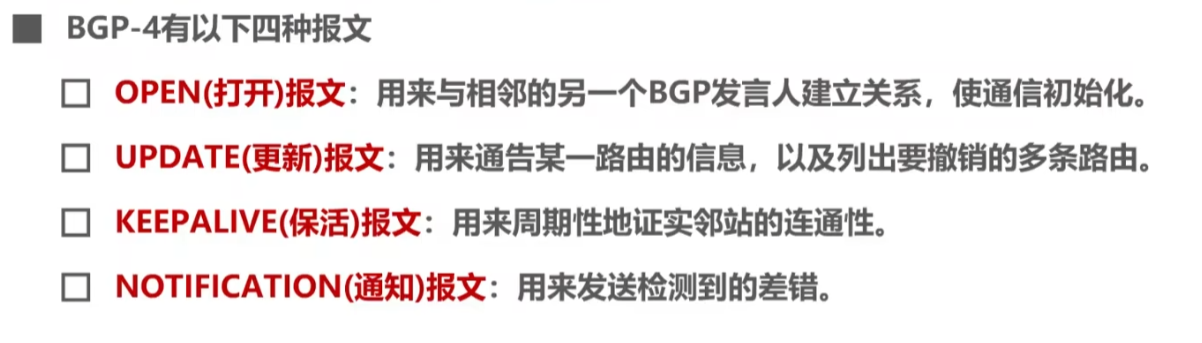 BGP-4有以下四种报文
OPEN(打开)报文：用来与相邻的另一个BGP发言人建立关系，使通信初始化。
UPDATE(更新)报文：用来通告某一路由的信息，以及列出要撤销的多条路由。
KEEPALIVE(保活)报文：用来周期性地证实邻站的连通性。
NOTIFICATION(通知)报文：用来发送检测到的差错。